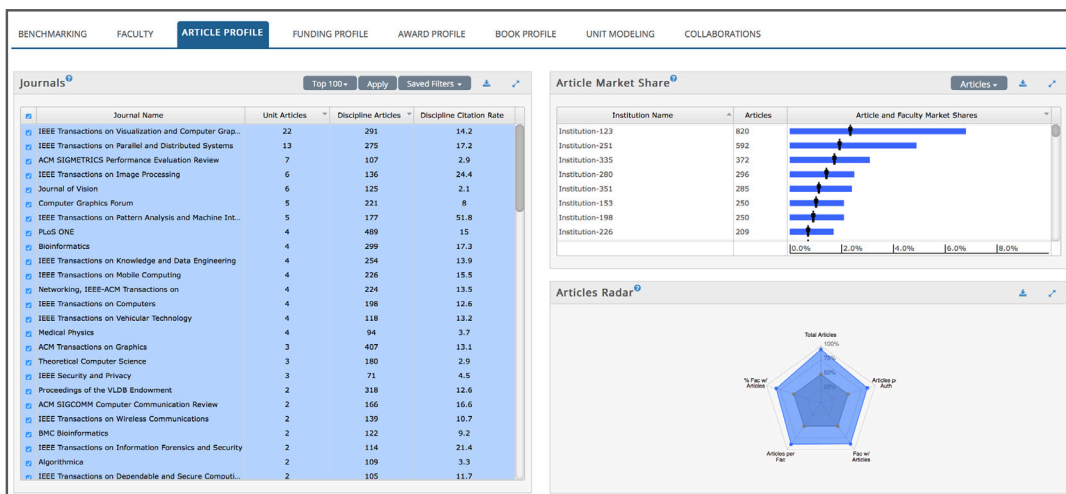 BENCHMARKING FACULTY ARTICLE PROFILE FUNDING PROFILE AWARD PROFILE BOOK PROFILE UNIT MODELING COLLABORATIONS
Journals?
Top 100 Apply Saved Filters
Journal Name Unit Articles Discipline Articles Discipline Citation Rate
IEEE Transactions on Visualization and Computer Grap... 22 291 14.2
IEEE Transactions on Parallel and Distributed Systems 13 275 17.2
ACM SIGMETRICS Performance Evaluation Review 7 107 2.9
IEEE Transactions on Image Processing 6 136 24.4
Journal of Vision 6 125 2.1
Computer Graphics Forum 5 221 8
IEEE Transactions on Pattern Analysis and Machine Int... 5 177 51.8
PLoS ONE 4 489 15
Bioinformatics 4 299 17.3
IEEE Transactions on Knowledge and Data Engineering 4 254 13.9
IEEE Transactions on Mobile Computing 4 226 15.5
Networking, IEEE-ACM Transactions on 4 224 13.5
IEEE Transactions on Computers 4 198 12.6
IEEE Transactions on Vehicular Technology 4 118 13.2
Medical Physics 4 94 3.7
ACM Transactions on Graphics 3 407 13.1
Theoretical Computer Science 3 180 2.9
IEEE Security and Privacy 3 71 4.5
Proceedings of the VLDB Endowment 2 318 12.6
ACM SIGCOMM Computer Communication Review 2 166 16.6
IEEE Transactions on Wireless Communications 2 139 10.7
BMC Bioinformatics 2 122 9.2
IEEE Transactions on Information Forensics and Security 2 114 21.4
Algorithmica 2 109 3.3
IEEE Transactions on Dependable and Secure Computi... 2 105 11.7
Article Market Share?
Articles
Institution Name Articles Article and Faculty Market Shares
Institution-123 820
Institution-251 592
Institution-335 372
Institution-280 296
Institution-351 285
Institution-153 250
Institution-198 250
Institution-226 209
0.0% 2.0% 4.0% 6.0% 8.0%
Articles Radar?
Total Articles
100%
75%
50%
25%
% Fac w/
Articles
Articles p
Auth
Articles per
Fac
Fac w/
Articles